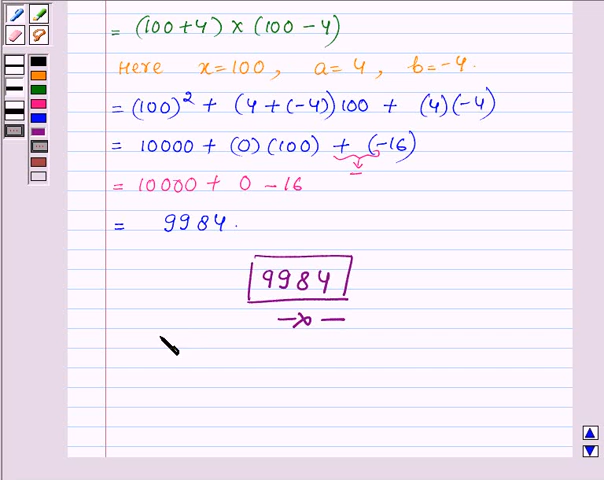 = (100+4) × (100-4)
Here x=100, a=4, b=-4.
= (100)² + (4+(-4))100 + (4)(-4)
= 10000 + (0)(100) + (-16)
-
= 10000 + 0 - 16
= 9984.
9984
—x—